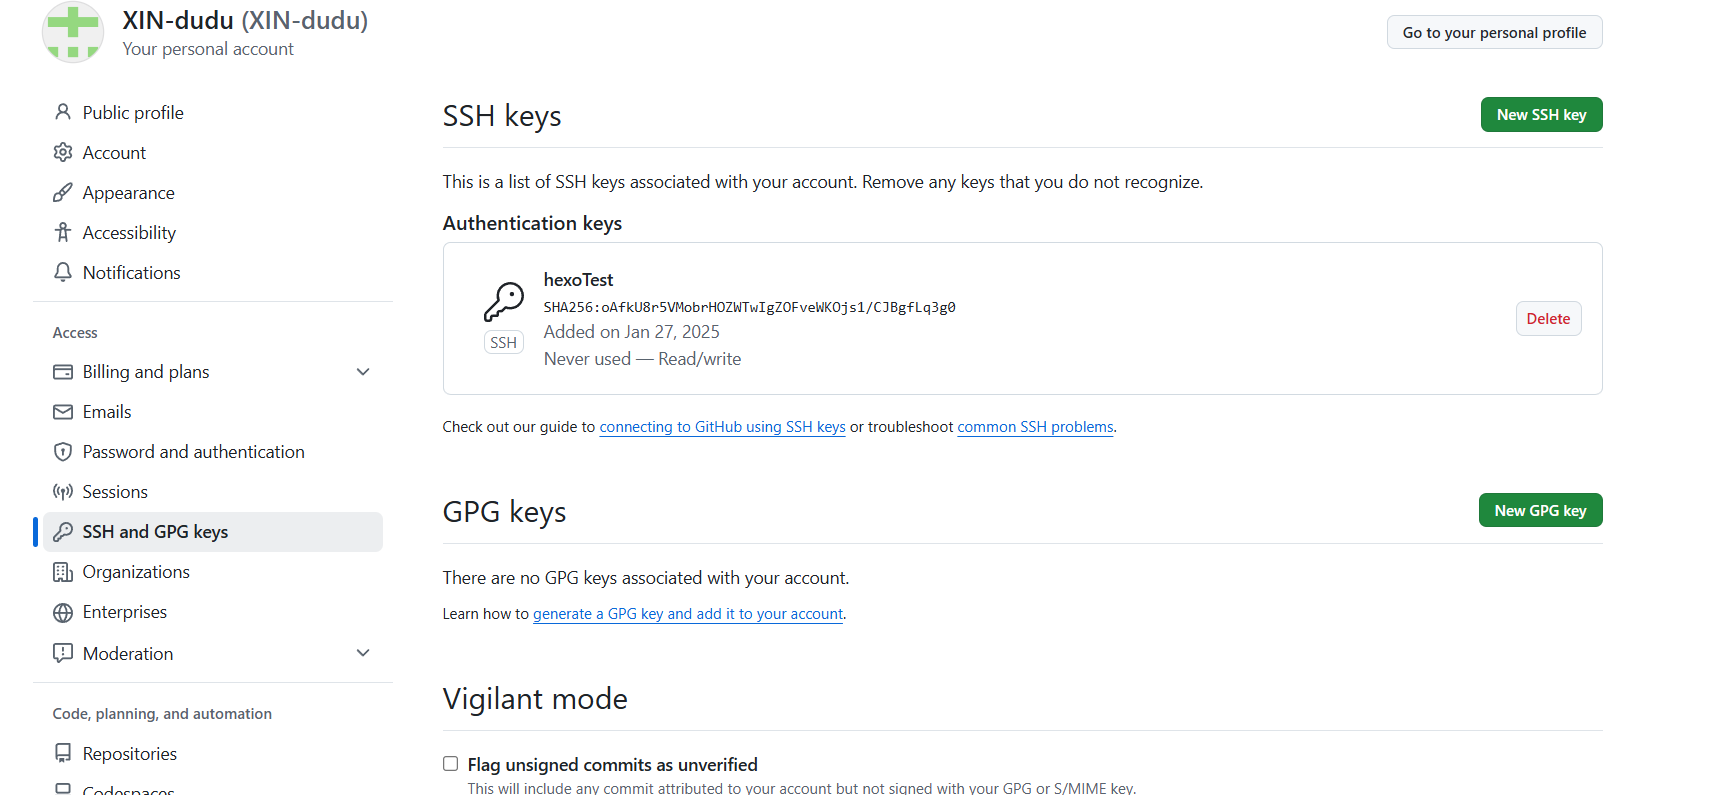 XIN-dudu (XIN-dudu)
Your personal account
Go to your personal profile
Public profile
Account
Appearance
Accessibility
Notifications
Access
Billing and plans
Emails
Password and authentication
Sessions
SSH and GPG keys
Organizations
Enterprises
Moderation
Code, planning, and automation
Repositories
Codespaces
SSH keys
New SSH key
This is a list of SSH keys associated with your account. Remove any keys that you do not recognize.
Authentication keys
hexoTest
SHA256:oAfkU8r5VMobrHOZWTwIgZOFveWKOjs1/CJBgfLq3g0
Added on Jan 27, 2025
Never used — Read/write
SSH
Delete
Check out our guide to connecting to GitHub using SSH keys or troubleshoot common SSH problems.
GPG keys
New GPG key
There are no GPG keys associated with your account.
Learn how to generate a GPG key and add it to your account.
Vigilant mode
Flag unsigned commits as unverified
This will include any commit attributed to your account but not signed with your GPG or S/MIME key.